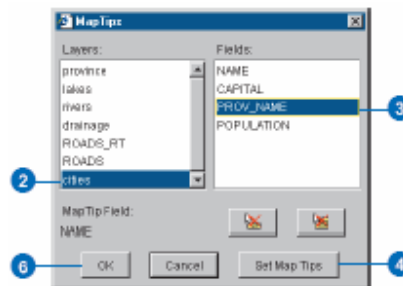 MapTips
Layers:
Fields:
province
lakes
rivers
drainage
ROADS_RT
ROADS
cities
NAME
CAPITAL
PROV_NAME
POPULATION
3
2
MapTip Field:
NAME
6
OK
Cancel
Set Map Tips
4